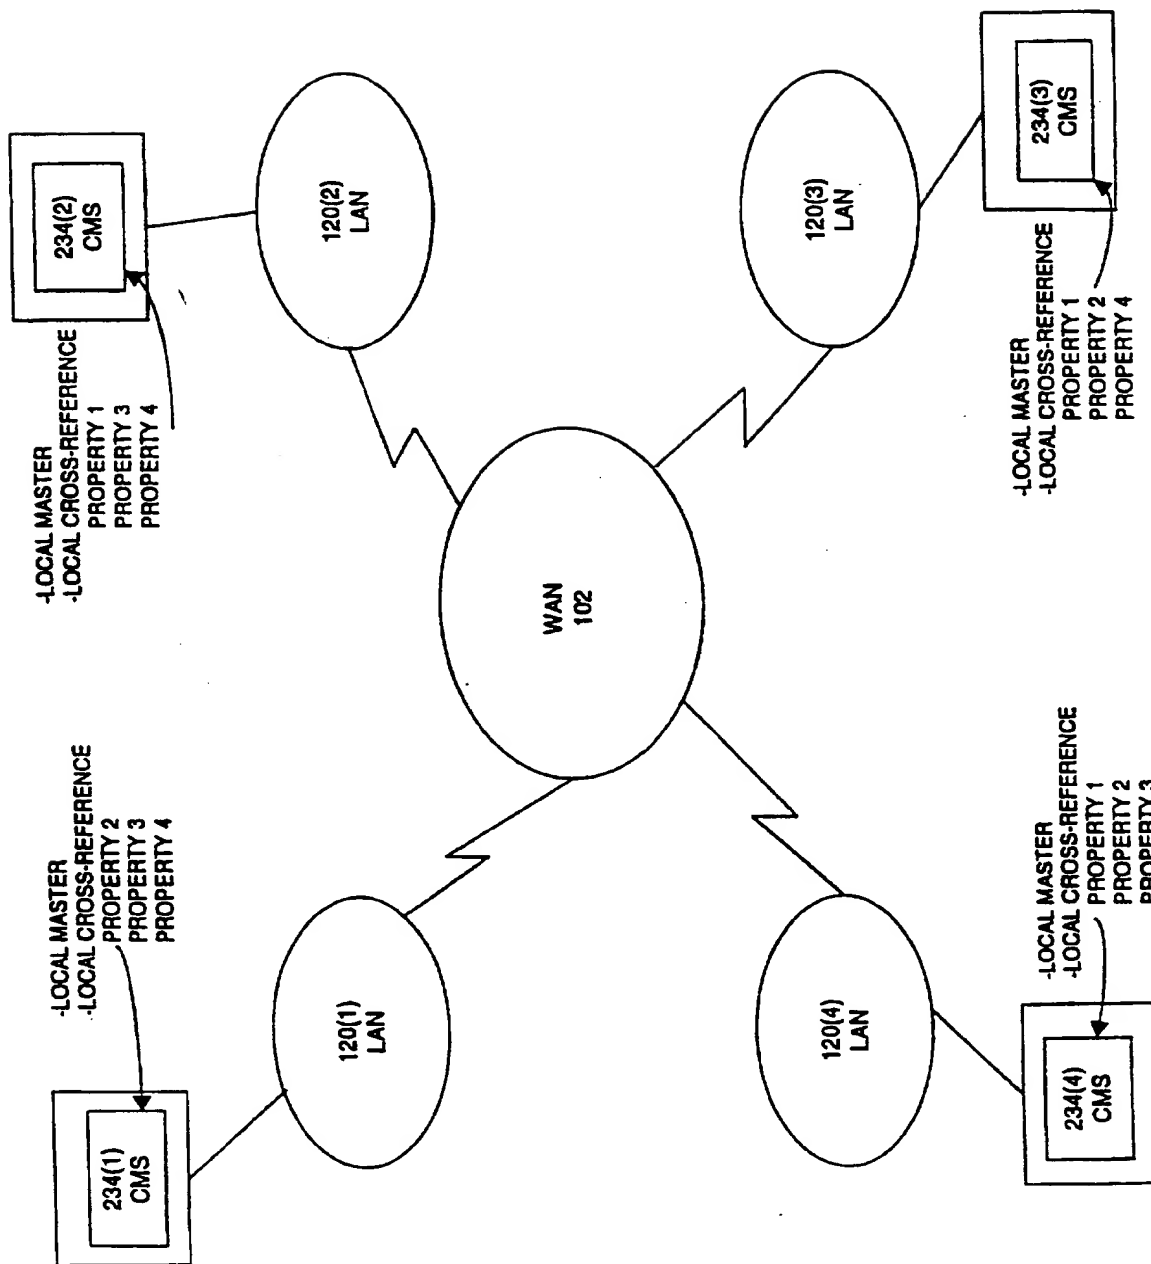 234(1)
CMS
-LOCAL MASTER
-LOCAL CROSS-REFERENCE
PROPERTY 2
PROPERTY 3
PROPERTY 4
120(1)
LAN
234(2)
CMS
-LOCAL MASTER
-LOCAL CROSS-REFERENCE
PROPERTY 1
PROPERTY 3
PROPERTY 4
120(2)
LAN
WAN
102
120(4)
LAN
234(4)
CMS
-LOCAL MASTER
-LOCAL CROSS-REFERENCE
PROPERTY 1
PROPERTY 2
PROPERTY 3
120(3)
LAN
234(3)
CMS
-LOCAL MASTER
-LOCAL CROSS-REFERENCE
PROPERTY 1
PROPERTY 2
PROPERTY 4